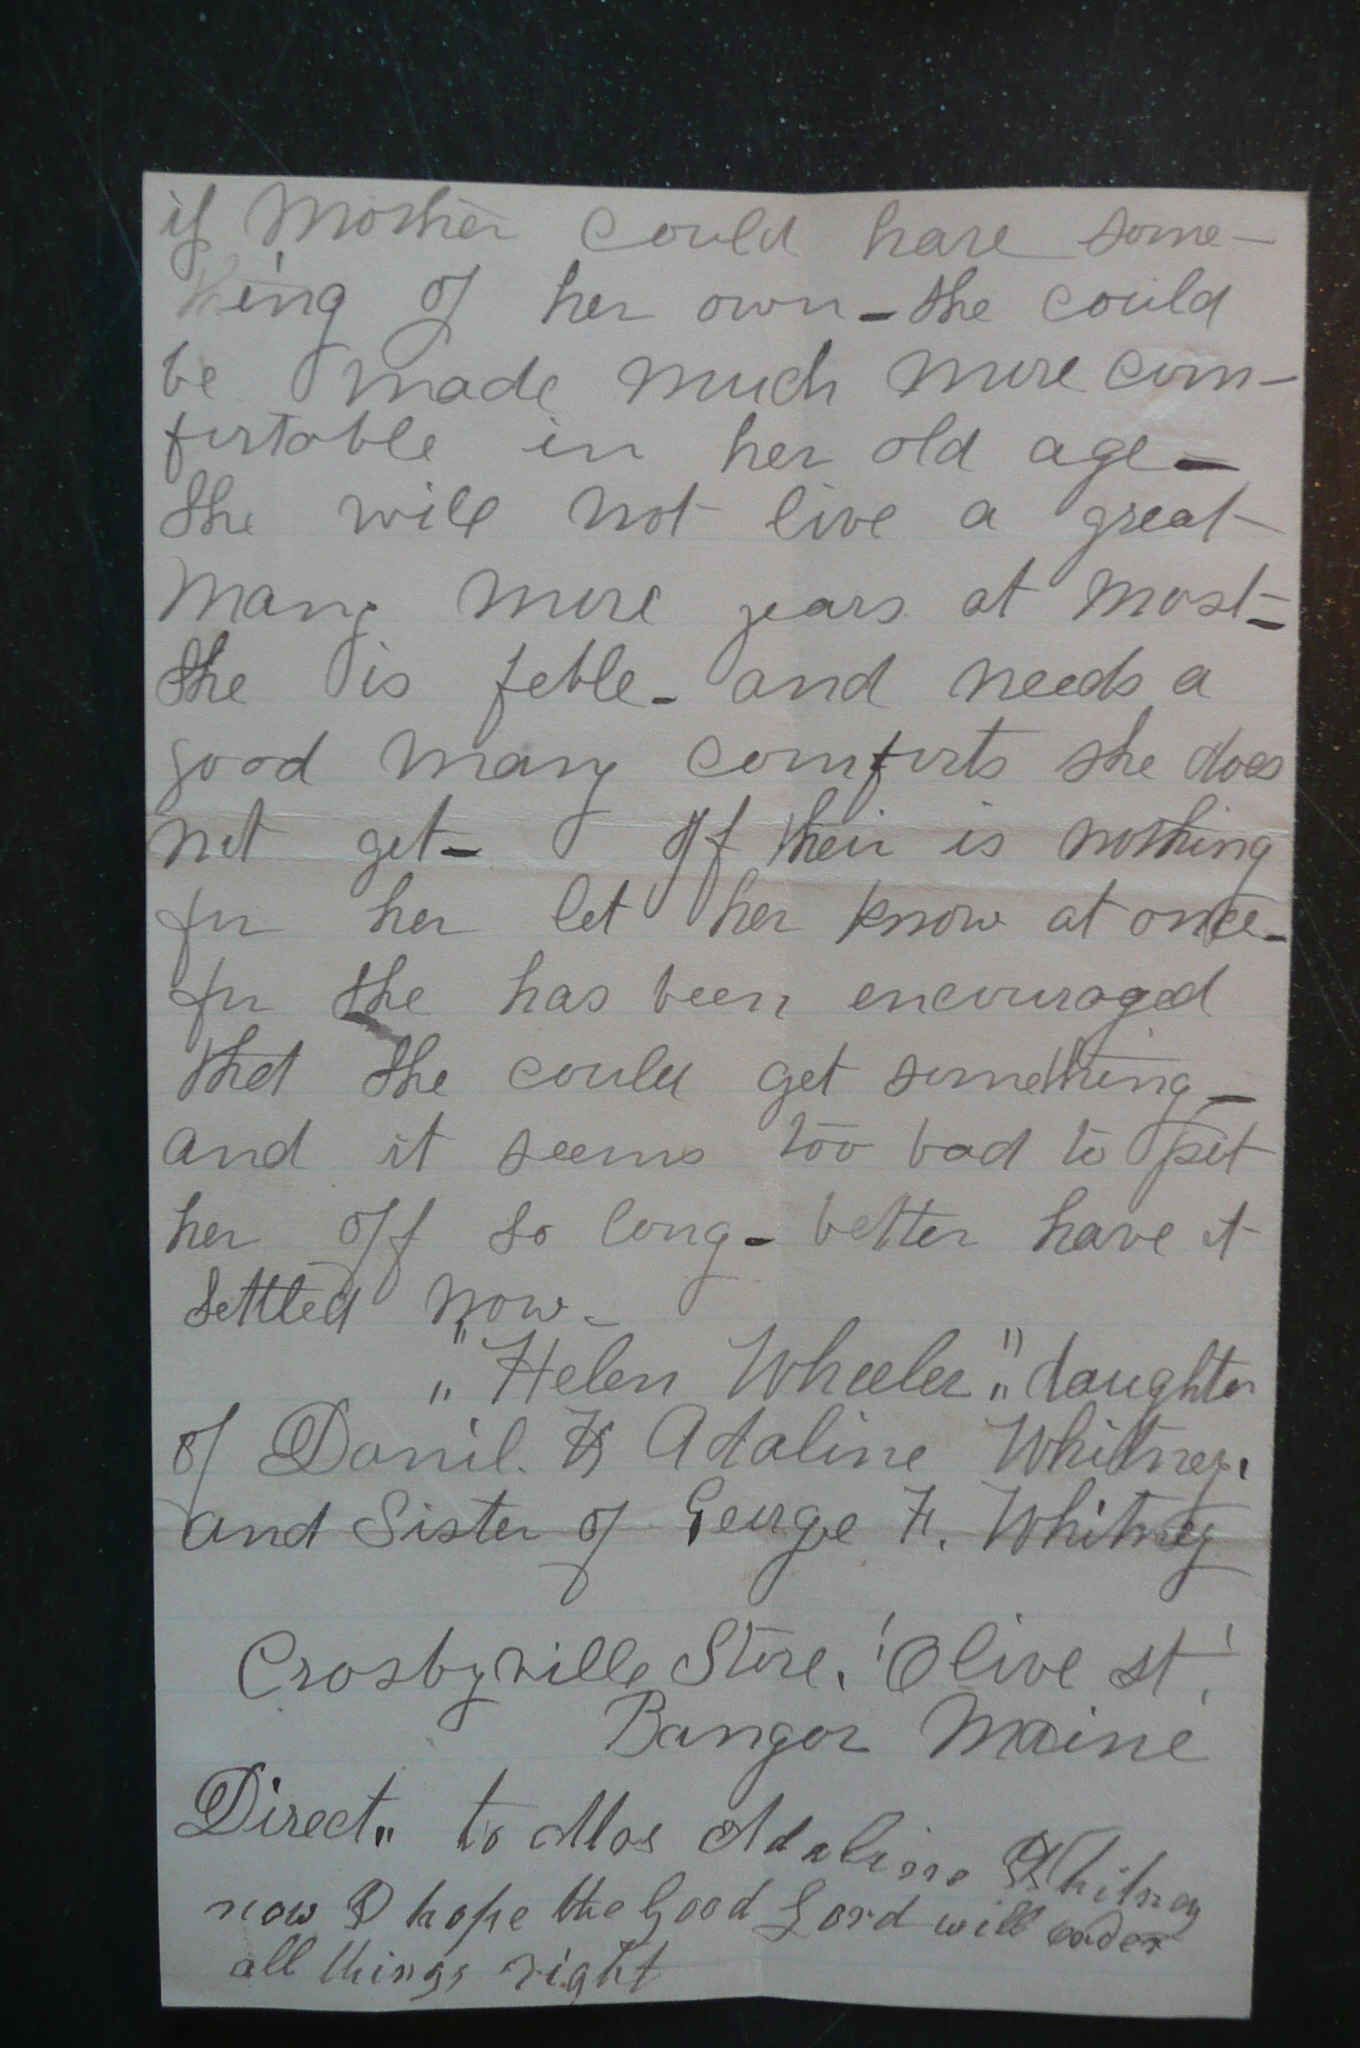 if Mother could have some-
thing of her own - she could
be made much more com-
fortable in her old age -
She will not live a great
many more years at most -
She is feble - and needs a
good many comforts she does
not get - If their is nothing
for her let her know at once -
for she has been encouraged
that she could get something -
and it seems too bad to put
her off so long - better have it
settled now -
"Helen Wheeler" daughter
of Danil. & Adaline Whitney.
and Sister of George F. Whitney
Crosbyville Store. 'Olive st'.
Bangor Maine
Direct" to Mrs Adaline Whitney
now I hope the Good Lord will order
all things right